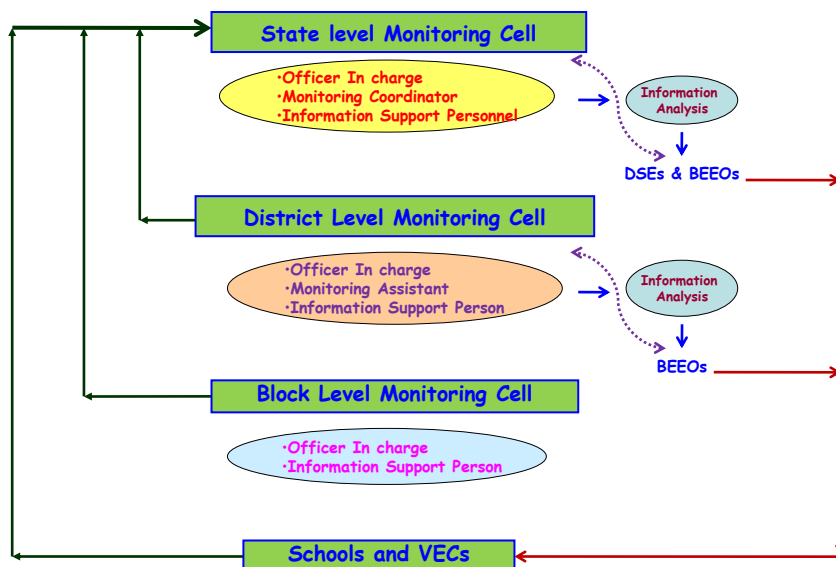 State level Monitoring Cell
•Officer In charge
•Monitoring Coordinator
•Information Support Personnel
Information
Analysis
DSEs & BEEOs
District Level Monitoring Cell
•Officer In charge
•Monitoring Assistant
•Information Support Person
Information
Analysis
BEEOs
Block Level Monitoring Cell
•Officer In charge
•Information Support Person
Schools and VECs